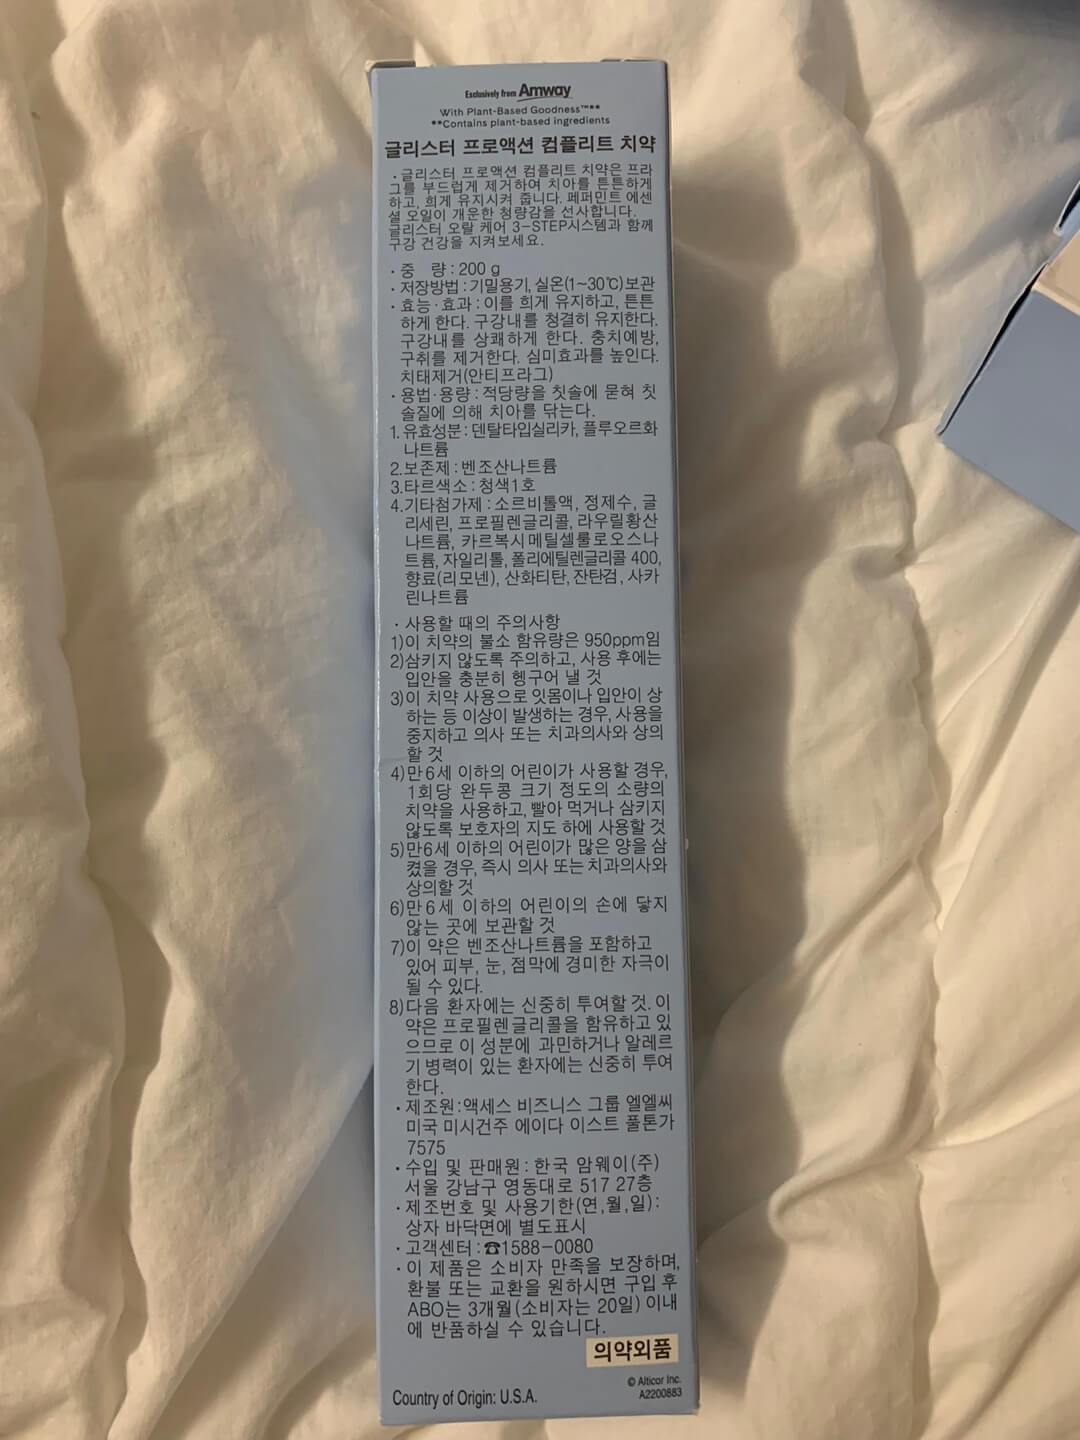 Exclusively from Amway
With Plant-Based Goodness™**
**Contains plant-based ingredients
글리스터 프로액션 컴플리트 치약
· 글리스터 프로액션 컴플리트 치약은 프라
그를 부드럽게 제거하여 치아를 튼튼하게
하고, 희게 유지시켜 줍니다. 페퍼민트 에센
셜 오일이 개운한 청량감을 선사합니다.
글리스터 오랄 케어 3-STEP시스템과 함께
구강 건강을 지켜보세요.
· 중 량 : 200 g
· 저장방법 : 기밀용기, 실온(1~30℃)보관
· 효능·효과 : 이를 희게 유지하고, 튼튼
하게 한다. 구강내를 청결히 유지한다.
구강내를 상쾌하게 한다. 충치예방,
구취를 제거한다. 심미효과를 높인다.
치태제거(안티프라그)
· 용법·용량 : 적당량을 칫솔에 묻혀 칫
솔질에 의해 치아를 닦는다.
1. 유효성분 : 덴탈타입실리카, 플루오르화
나트륨
2.보존제 : 벤조산나트륨
3.타르색소 : 청색1호
4.기타첨가제 : 소르비톨액, 정제수, 글
리세린, 프로필렌글리콜, 라우릴황산
나트륨, 카르복시메틸셀룰로오스나
트륨, 자일리톨, 폴리에틸렌글리콜 400,
향료(리모넨), 산화티탄, 잔탄검, 사카
린나트륨
· 사용할 때의 주의사항
1)이 치약의 불소 함유량은 950ppm임
2)삼키지 않도록 주의하고, 사용 후에는
입안을 충분히 헹구어 낼 것
3)이 치약 사용으로 잇몸이나 입안이 상
하는 등 이상이 발생하는 경우, 사용을
중지하고 의사 또는 치과의사와 상의
할 것
4)만6세 이하의 어린이가 사용할 경우,
1회당 완두콩 크기 정도의 소량의
치약을 사용하고, 빨아 먹거나 삼키지
않도록 보호자의 지도 하에 사용할 것
5)만6세 이하의 어린이가 많은 양을 삼
켰을 경우, 즉시 의사 또는 치과의사와
상의할 것
6)만6세 이하의 어린이의 손에 닿지
않는 곳에 보관할 것
7)이 약은 벤조산나트륨을 포함하고
있어 피부, 눈, 점막에 경미한 자극이
될 수 있다.
8)다음 환자에는 신중히 투여할 것. 이
약은 프로필렌글리콜을 함유하고 있
으므로 이 성분에 과민하거나 알레르
기 병력이 있는 환자에는 신중히 투여
한다.
· 제조원:액세스 비즈니스 그룹 엘엘씨
미국 미시건주 에이다 이스트 풀톤가
7575
· 수입 및 판매원 : 한국 암웨이(주)
서울 강남구 영동대로 517 27층
· 제조번호 및 사용기한(연,월,일) :
상자 바닥면에 별도표시
· 고객센터 : ☎1588-0080
· 이 제품은 소비자 만족을 보장하며,
환불 또는 교환을 원하시면 구입 후
ABO는 3개월(소비자는 20일) 이내
에 반품하실 수 있습니다.
의약외품
© Alticor Inc.
A2200883
Country of Origin: U.S.A.